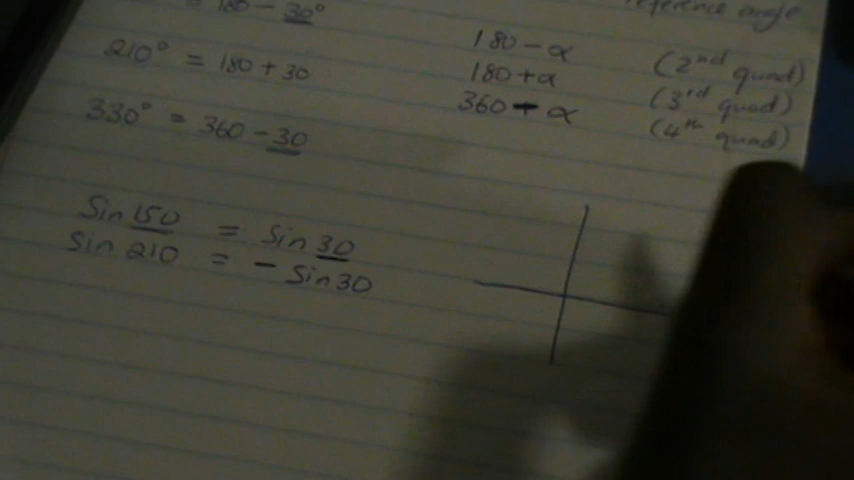 = 180 - 30°
reference angle
210° = 180 + 30
330° = 360 - 30
180 - α (2nd quad)
180 + α (3rd quad)
360 - α (4th quad)
Sin 150 = Sin 30
Sin 210 = - Sin 30